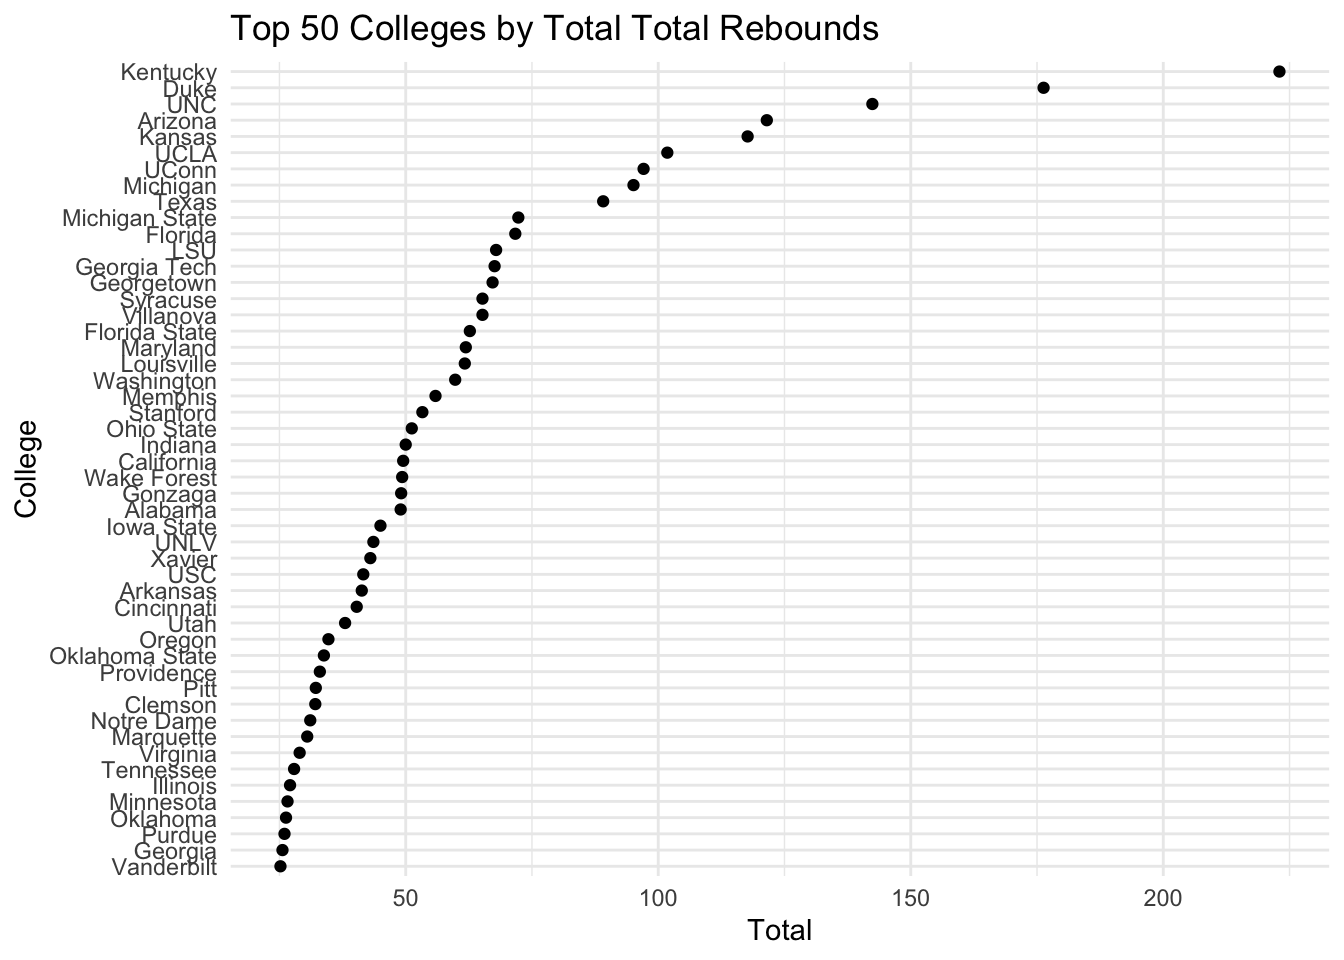 Top 50 Colleges by Total Total Rebounds
Kentucky
Duke
UNC
Arizona
Kansas
UCLA
UConn
Michigan
Texas
Michigan State
Florida
LSU
Georgia Tech
Georgetown
Syracuse
Villanova
Florida State
Maryland
Louisville
Washington
Memphis
Stanford
Ohio State
Indiana
California
Wake Forest
Gonzaga
Alabama
Iowa State
UNLV
Xavier
USC
Arkansas
Cincinnati
Utah
Oregon
Oklahoma State
Providence
Pitt
Clemson
Notre Dame
Marquette
Virginia
Tennessee
Illinois
Minnesota
Oklahoma
Purdue
Georgia
Vanderbilt
College
50 100 150 200
Total